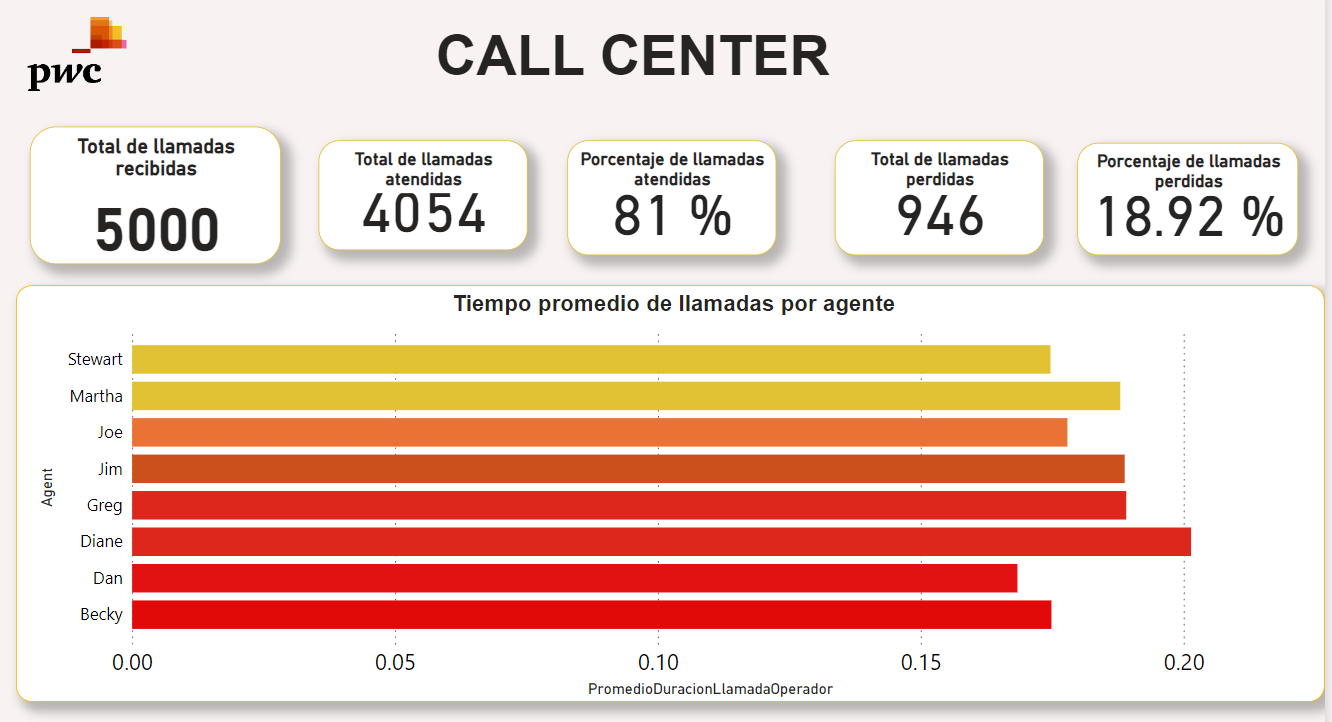 pwc
CALL CENTER
Total de llamadas
recibidas
5000
Total de llamadas
atendidas
4054
Porcentaje de llamadas
atendidas
81 %
Total de llamadas
perdidas
946
Porcentaje de llamadas
perdidas
18.92 %
Tiempo promedio de llamadas por agente
Agent
Stewart
Martha
Joe
Jim
Greg
Diane
Dan
Becky
0.00 0.05 0.10 0.15 0.20
PromedioDuracionLlamadaOperador